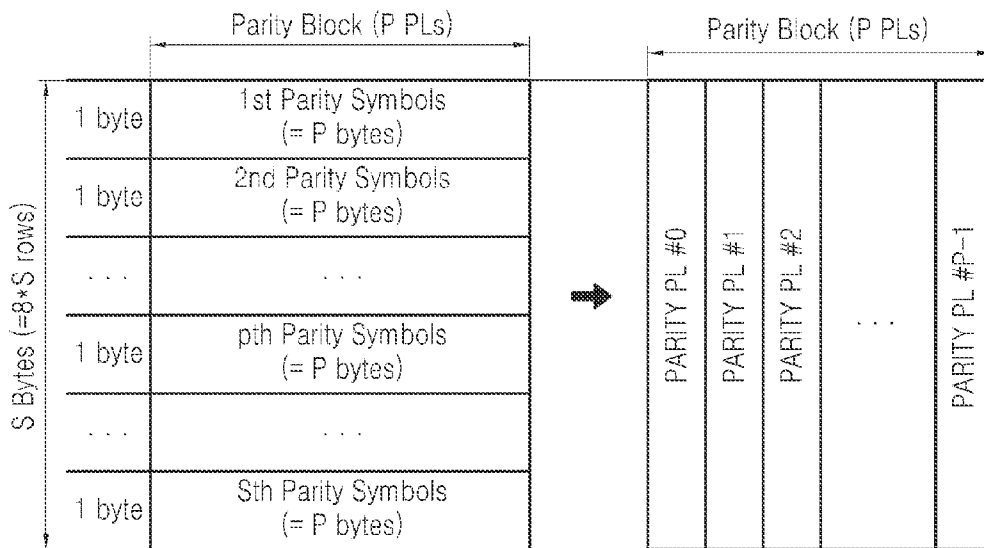 Parity Block (P PLs)
Parity Block (P PLs)
S Bytes (=8*S rows)
1 byte
1st Parity Symbols
(= P bytes)
1 byte
2nd Parity Symbols
(= P bytes)
. . .
. . .
1 byte
pth Parity Symbols
(= P bytes)
. . .
. . .
1 byte
Sth Parity Symbols
(= P bytes)
PARITY PL #0
PARITY PL #1
PARITY PL #2
. . .
PARITY PL #P-1